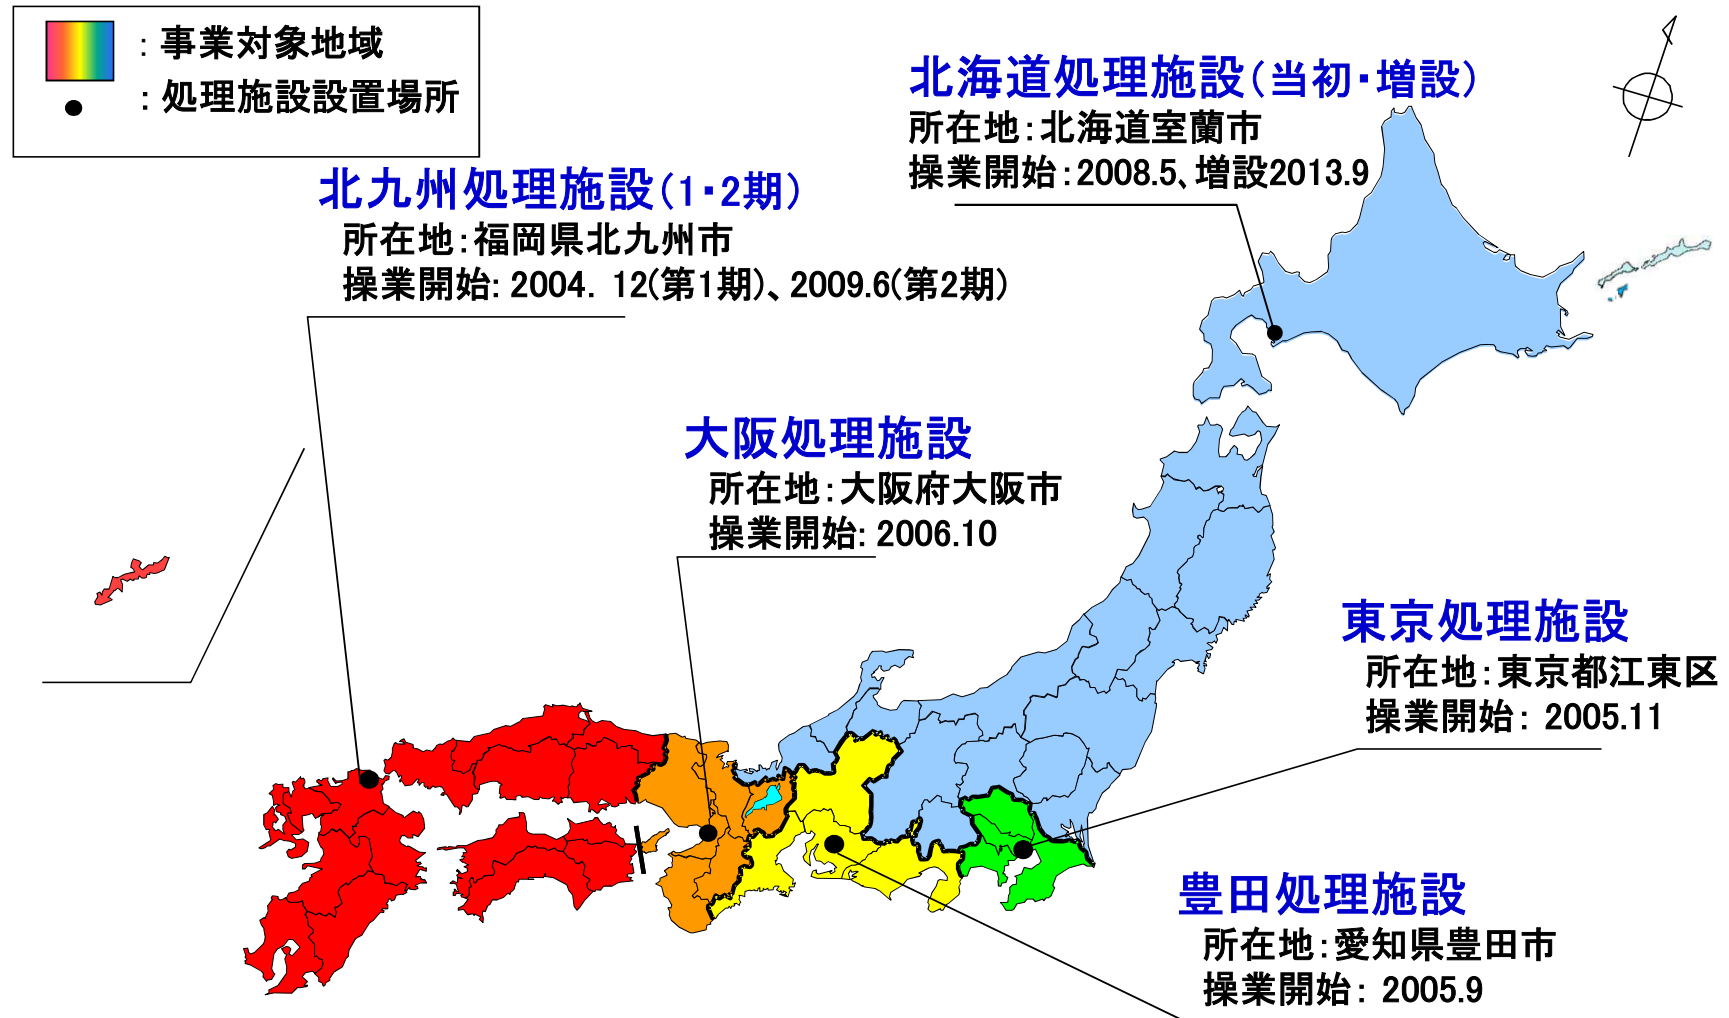 ：事業対象地域
：処理施設設置場所
北海道処理施設（当初・増設）
所在地：北海道室蘭市
操業開始：2008.5、増設2013.9
北九州処理施設（1・2期）
所在地：福岡県北九州市
操業開始：2004．12(第1期)、2009.6(第2期)
大阪処理施設
所在地：大阪府大阪市
操業開始：2006.10
東京処理施設
所在地：東京都江東区
操業開始：2005.11
豊田処理施設
所在地：愛知県豊田市
操業開始：2005.9